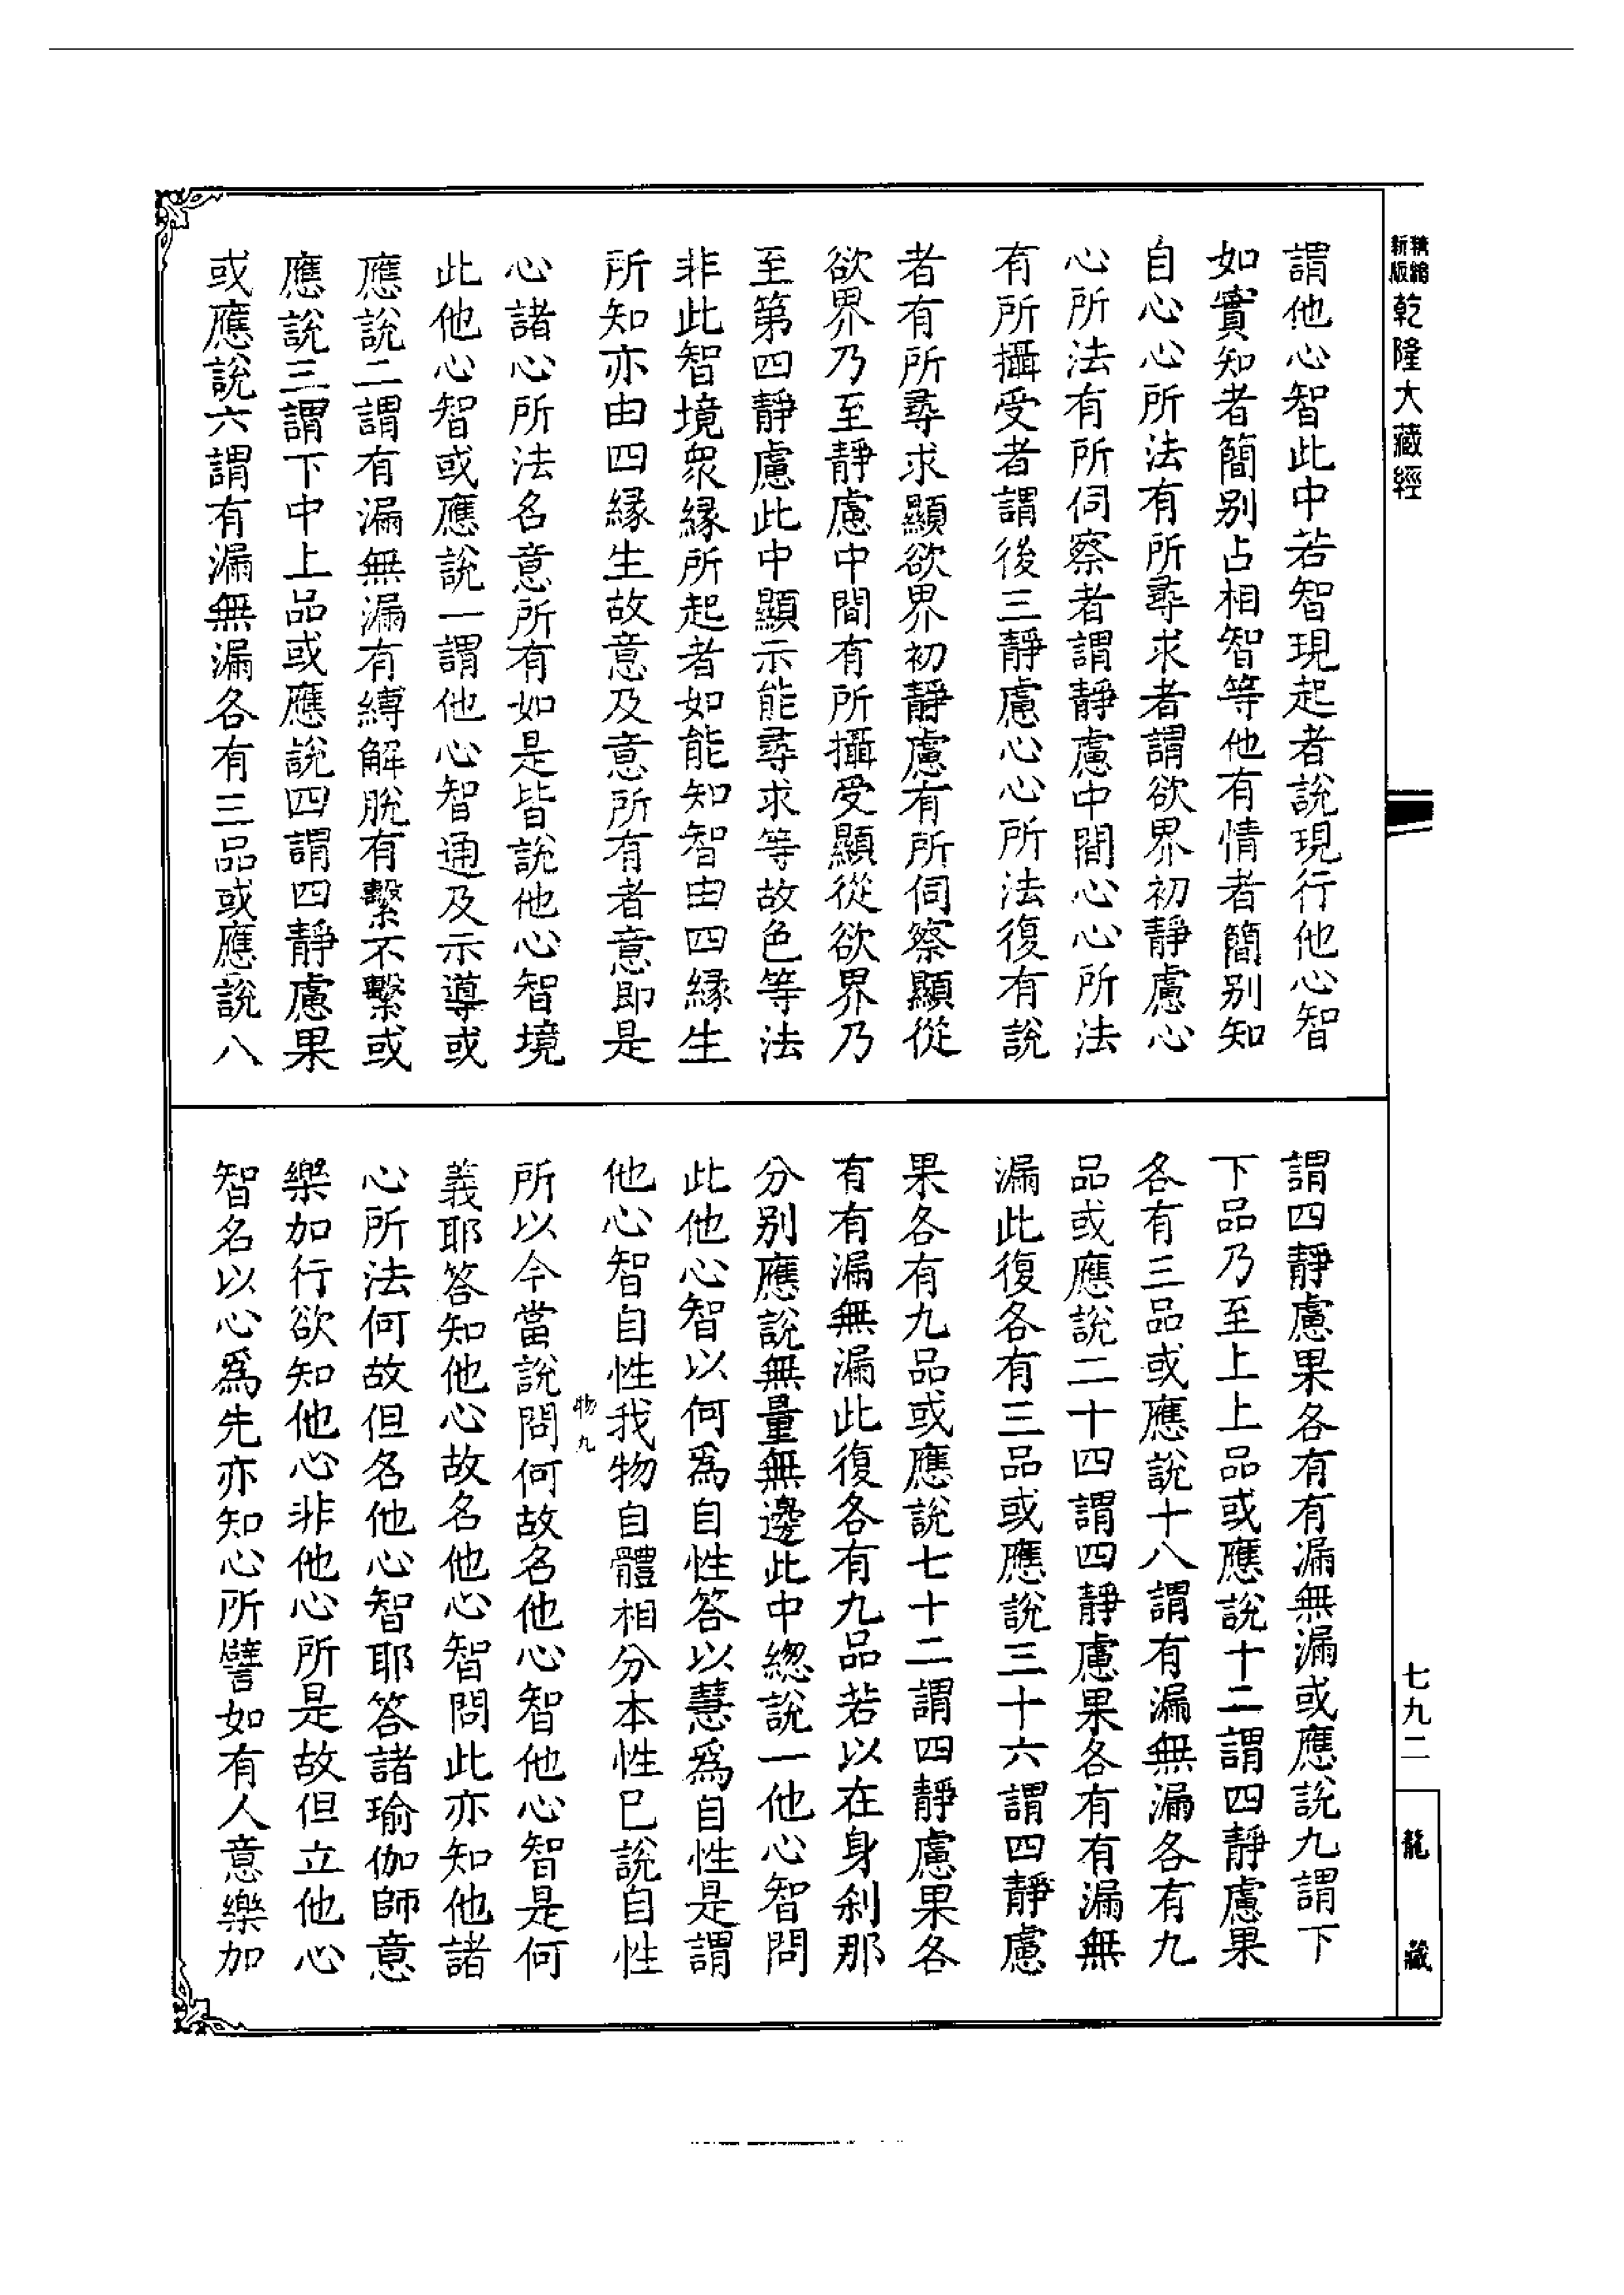 精縮新版乾隆大藏經
謂他心智此中若智現起者說現行他心智
如實知者簡别占相智等他有情者簡别知
自心心所法有所尋求者謂欲界初靜慮心
心所法有所伺察者謂靜慮中間心心所法
有所攝受者謂後三靜慮心心所法復有說
者有所尋求顯欲界初靜慮有所伺察顯從
欲界乃至靜慮中間有所攝受顯從欲界乃
至第四靜慮此中顯示能尋求等故色等法
非此智境衆緣所起者如能知智由四緣生
所知亦由四緣生故意及意所有者意即是
心諸心所法名意所有如是皆說他心智境
此他心智或應說一謂他心智通及示導或
應說二謂有漏無漏有縛解脫有繫不繫或
應說三謂下中上品或應說四謂四靜慮果
或應說六謂有漏無漏各有三品或應說八
謂四靜慮果各有有漏無漏或應說九謂下
下品乃至上上品或應說十二謂四靜慮果
各有三品或應說十八謂有漏無漏各有九
品或應說二十四謂四靜慮果各有有漏無
漏此復各有三品或應說三十六謂四靜慮
果各有九品或應說七十二謂四靜慮果各
有有漏無漏此復各有九品若以在身刹那
分别應說無量無邊此中緫說一他心智問
此他心智以何爲自性答以慧爲自性是謂
他心智自性我物自體相分本性已說自性
物九
所以今當說問何故名他心智他心智是何
義耶答知他心故名他心智問此亦知他諸
心所法何故但名他心智耶答諸瑜伽師意
樂加行欲知他心非他心所是故但立他心
智名以心爲先亦知心所譬如有人意樂加
七九二
龍藏